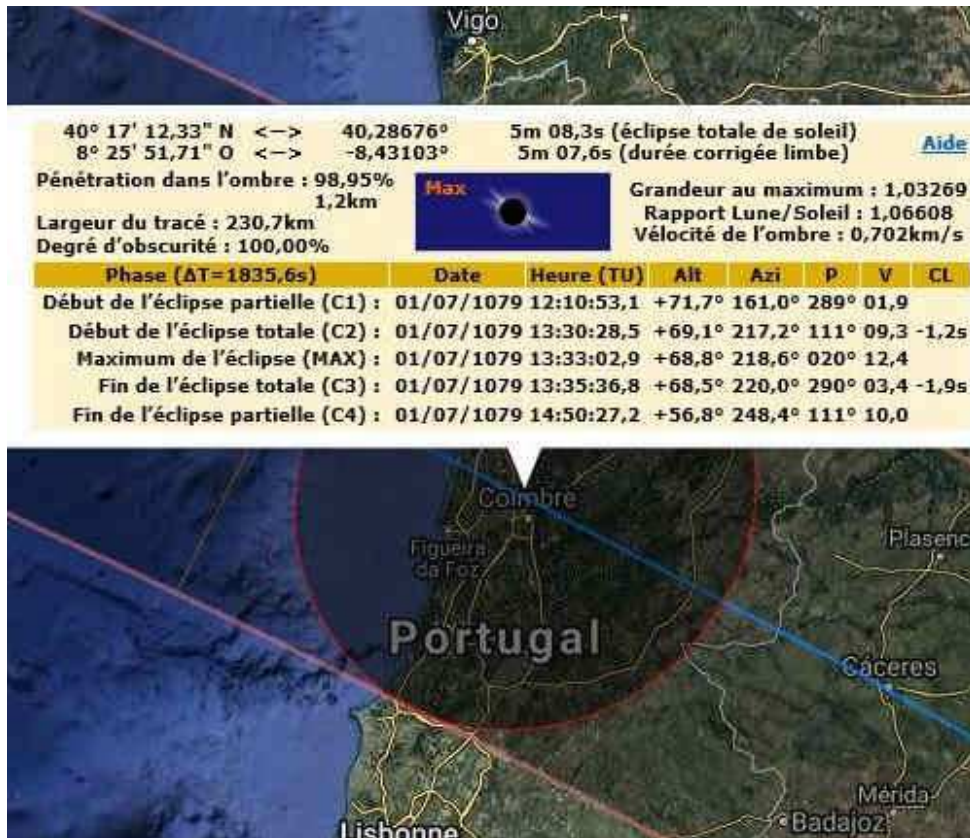 Vigo
40° 17' 12,33" N <—> 40,28676° 5m 08,3s (éclipse totale de soleil) Aide
8° 25' 51,71" O <—> -8,43103° 5m 07,6s (durée corrigée limbe)
Pénétration dans l'ombre : 98,95%
1,2km
Largeur du tracé : 230,7km
Degré d'obscurité : 100,00%
Max
Grandeur au maximum : 1,03269
Rapport Lune/Soleil : 1,06608
Vélocité de l'ombre : 0,702km/s
Phase (ΔT=1835,6s) Date Heure (TU) Alt Azi P V CL
Début de l'éclipse partielle (C1) : 01/07/1079 12:10:53,1 +71,7° 161,0° 289° 01,9
Début de l'éclipse totale (C2) : 01/07/1079 13:30:28,5 +69,1° 217,2° 111° 09,3 -1,2s
Maximum de l'éclipse (MAX) : 01/07/1079 13:33:02,9 +68,8° 218,6° 020° 12,4
Fin de l'éclipse totale (C3) : 01/07/1079 13:35:36,8 +68,5° 220,0° 290° 03,4 -1,9s
Fin de l'éclipse partielle (C4) : 01/07/1079 14:50:27,2 +56,8° 248,4° 111° 10,0
Coimbre
Figueira
da Foz
Plasenc
Portugal
Cáceres
Mérida
Badajoz
Lisbonne